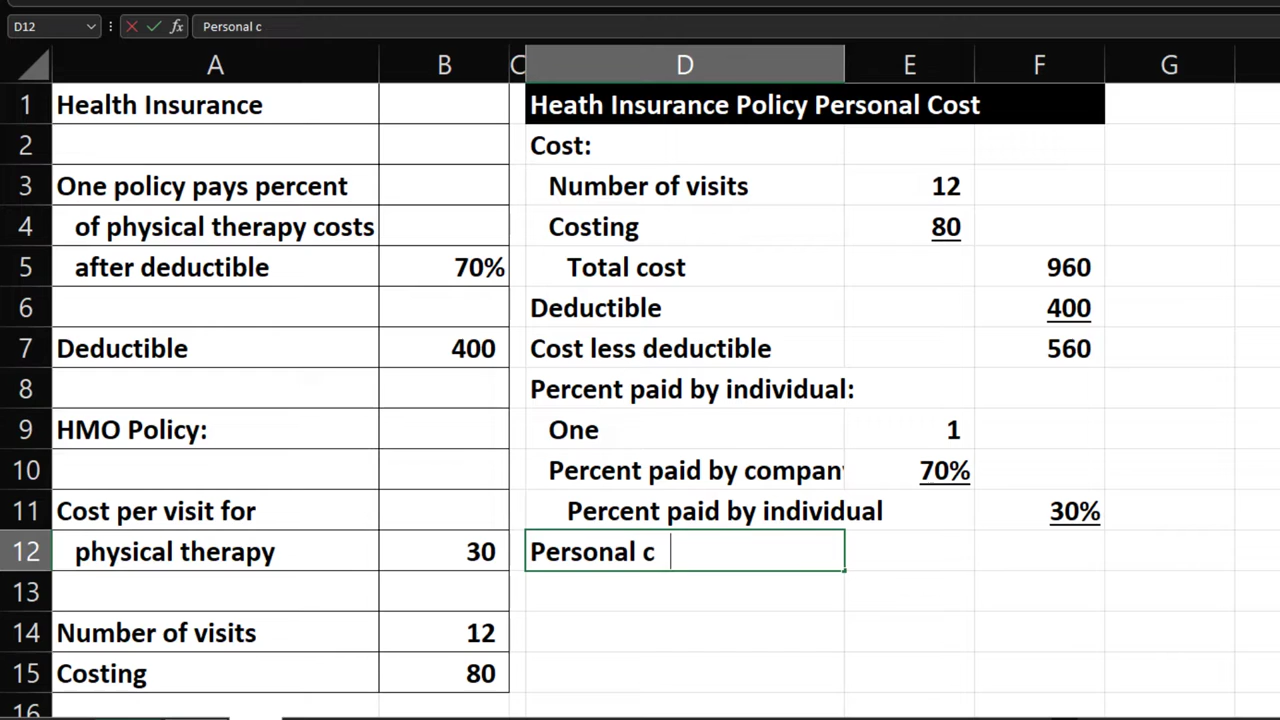 D12 Personal c
A B C D E F G
1 Health Insurance Heath Insurance Policy Personal Cost
2 Cost:
3 One policy pays percent Number of visits 12
4 of physical therapy costs Costing 80
5 after deductible 70% Total cost 960
6 Deductible 400
7 Deductible 400 Cost less deductible 560
8 Percent paid by individual:
9 HMO Policy: One 1
10 Percent paid by company 70%
11 Cost per visit for Percent paid by individual 30%
12 physical therapy 30 Personal c
13
14 Number of visits 12
15 Costing 80
16